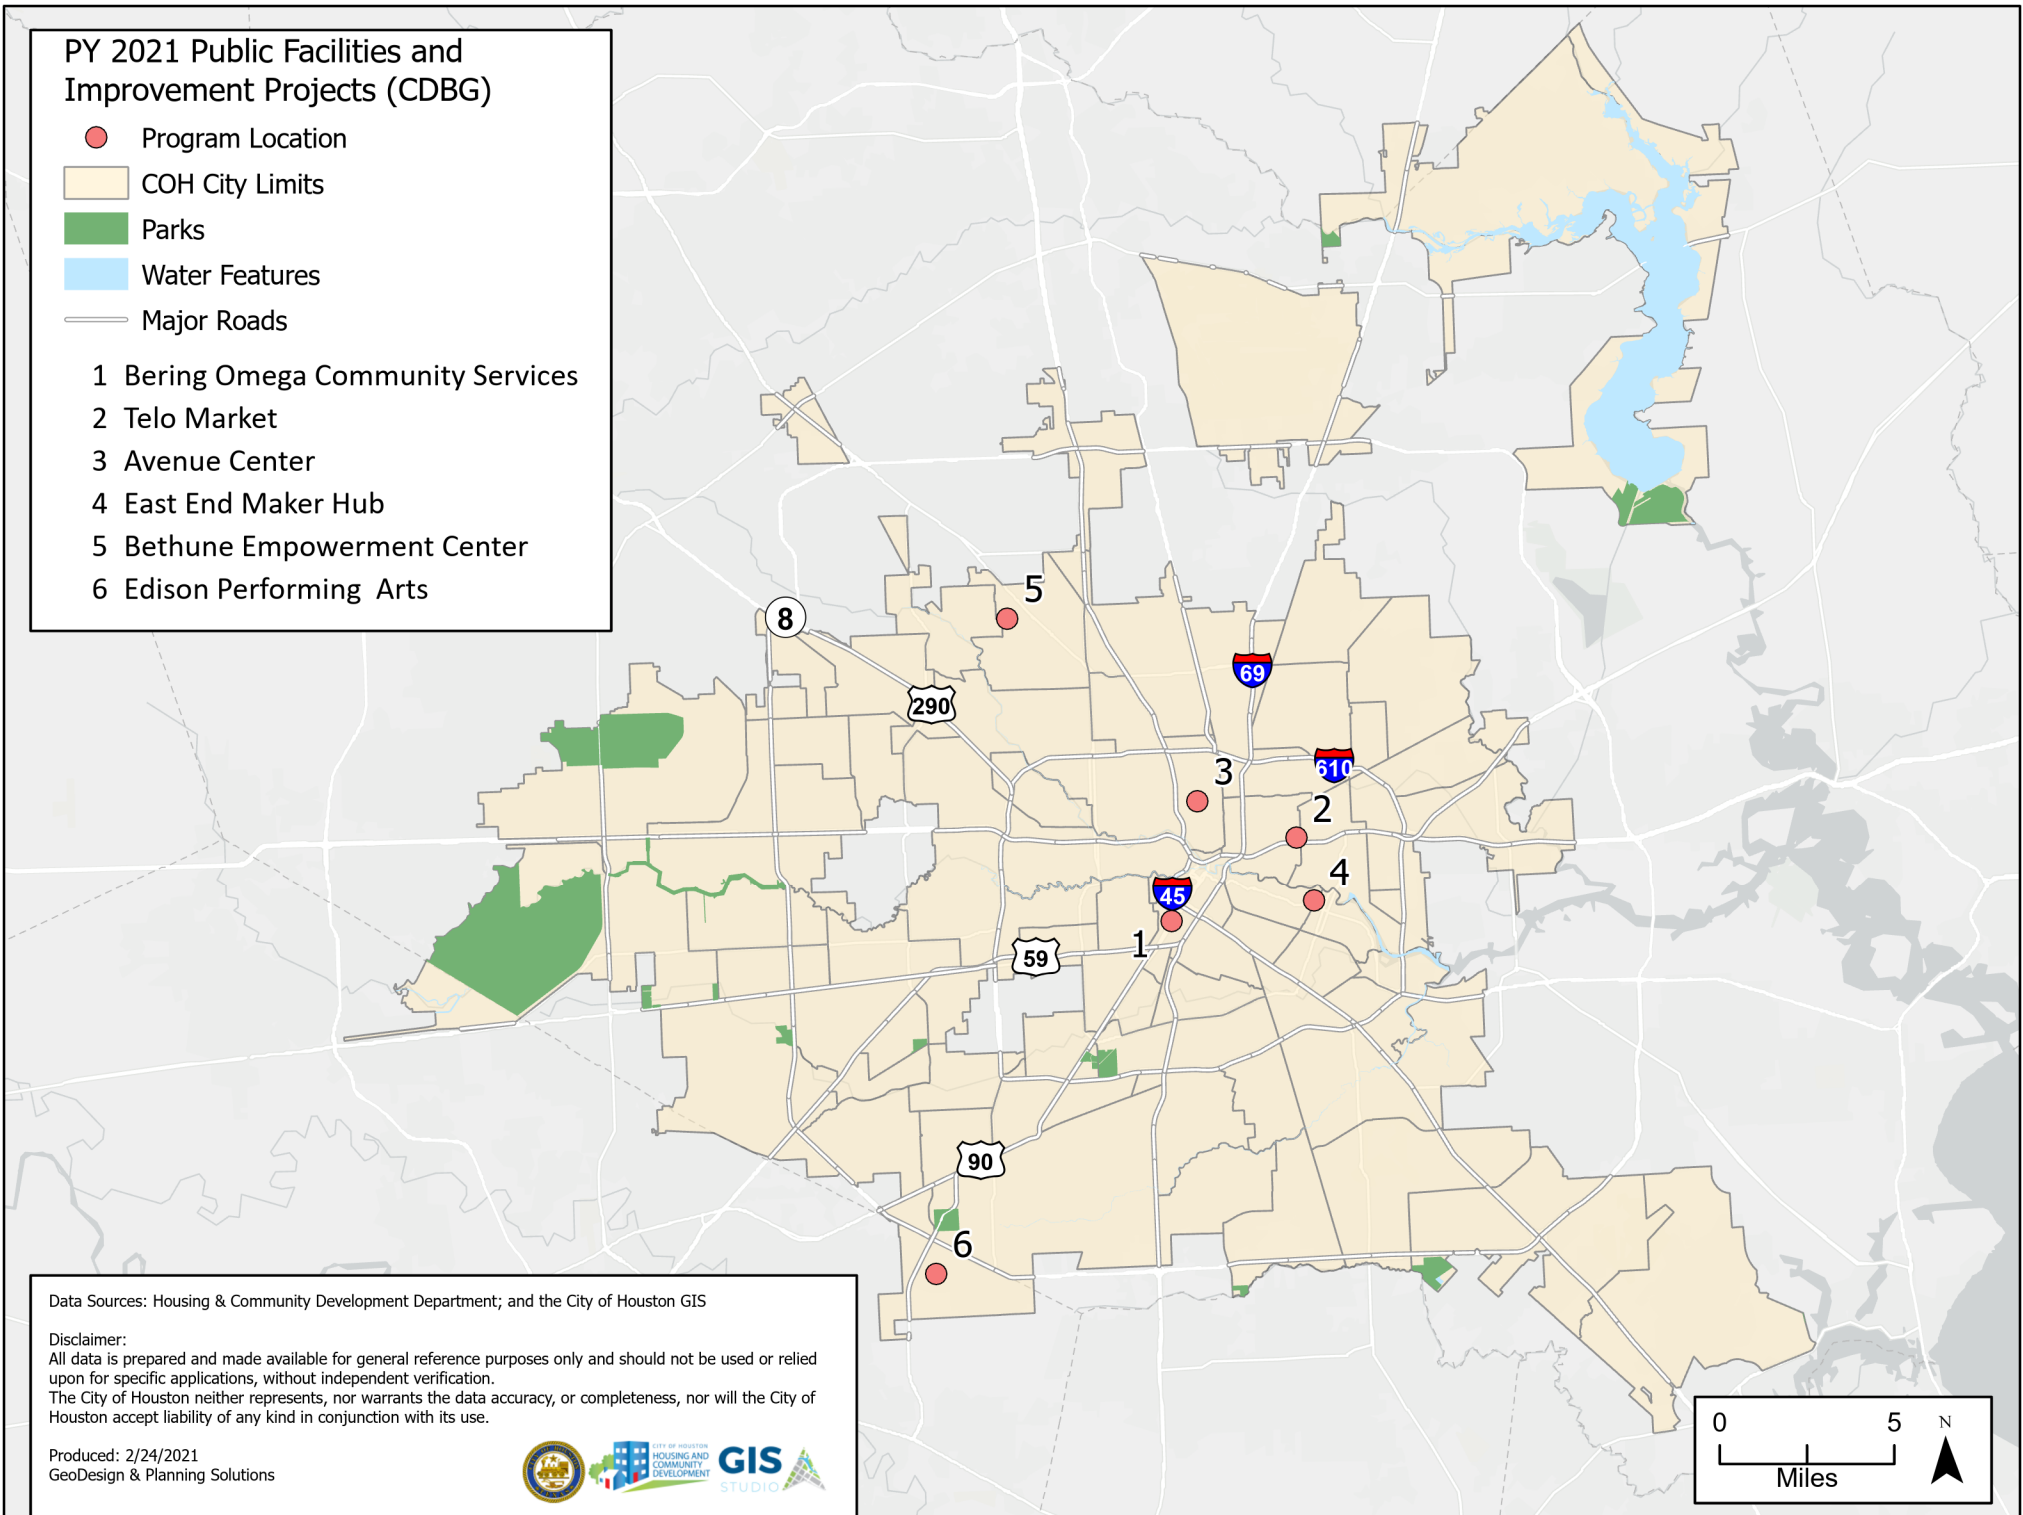 PY 2021 Public Facilities and
Improvement Projects (CDBG)
Program Location
COH City Limits
Parks
Water Features
Major Roads
1 Bering Omega Community Services
2 Telo Market
3 Avenue Center
4 East End Maker Hub
5 Bethune Empowerment Center
6 Edison Performing Arts
5
8
69
290
3
610
2
4
45
1
59
90
6
Data Sources: Housing & Community Development Department; and the City of Houston GIS
Disclaimer:
All data is prepared and made available for general reference purposes only and should not be used or relied
upon for specific applications, without independent verification.
The City of Houston neither represents, nor warrants the data accuracy, or completeness, nor will the City of
Houston accept liability of any kind in conjunction with its use.
Produced: 2/24/2021
GeoDesign & Planning Solutions
CITY OF HOUSTON
HOUSING AND
COMMUNITY
DEVELOPMENT
GIS
STUDIO
0 5 N
Miles